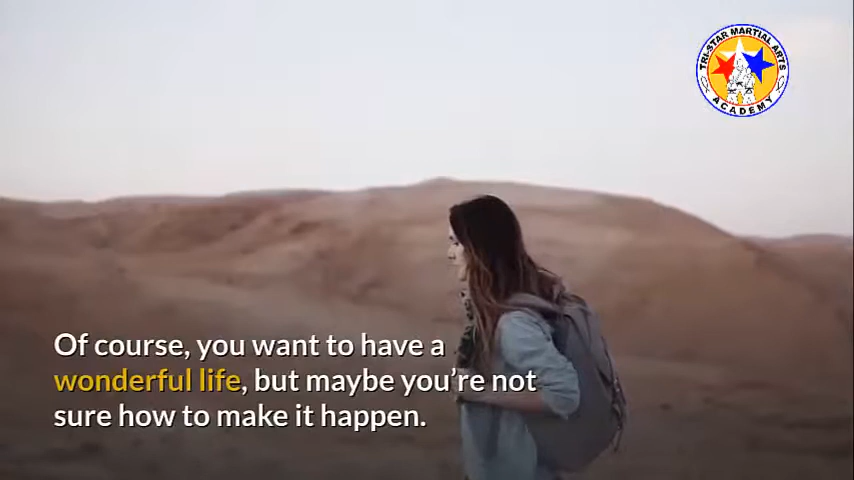 TRI-STAR MARTIAL ARTS
ACADEMY
Of course, you want to have a
wonderful life, but maybe you’re not
sure how to make it happen.